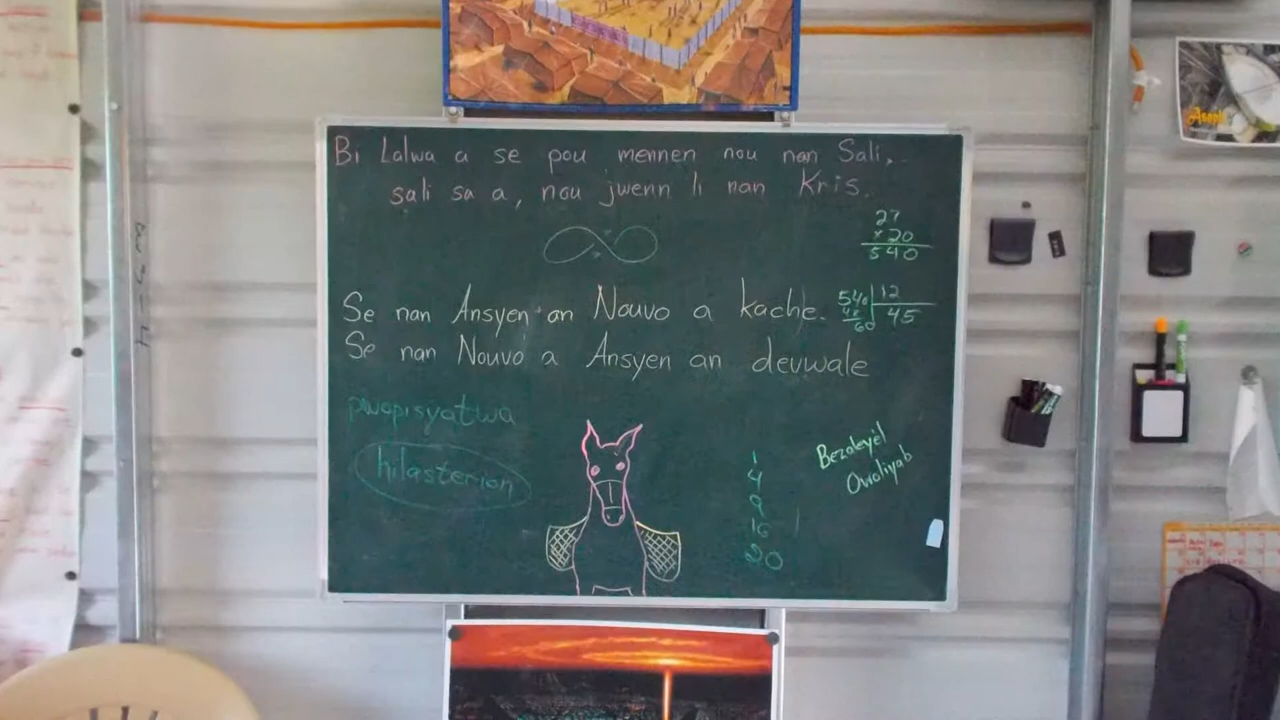 Bi Lalwa a se pou mennen nou nan Sali,
sali sa a, nou jwenn li nan Kris.
27
× 20
540
Se nan Ansyen an Nouvo a kache.
540 12
48 45
60
Se nan Nouvo a Ansyen an devwale
pwopisyatwa
hilasterion
1
4
9
16
20
Bezaleyèl
Owoliyab